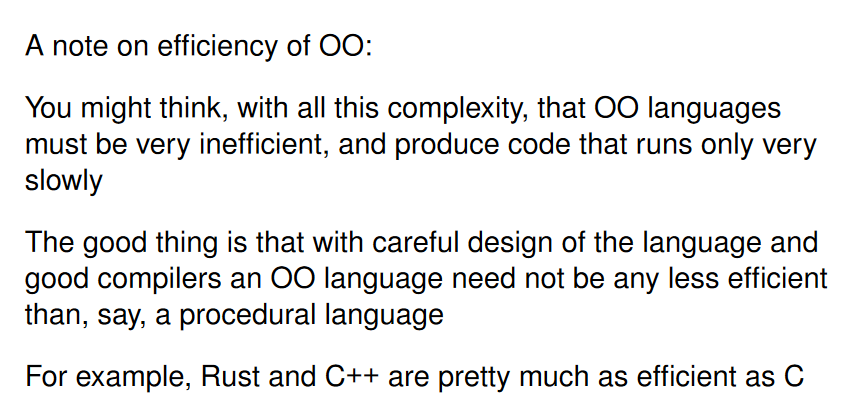 A note on efficiency of OO:
You might think, with all this complexity, that OO languages
must be very inefficient, and produce code that runs only very
slowly
The good thing is that with careful design of the language and
good compilers an OO language need not be any less efficient
than, say, a procedural language
For example, Rust and C++ are pretty much as efficient as C